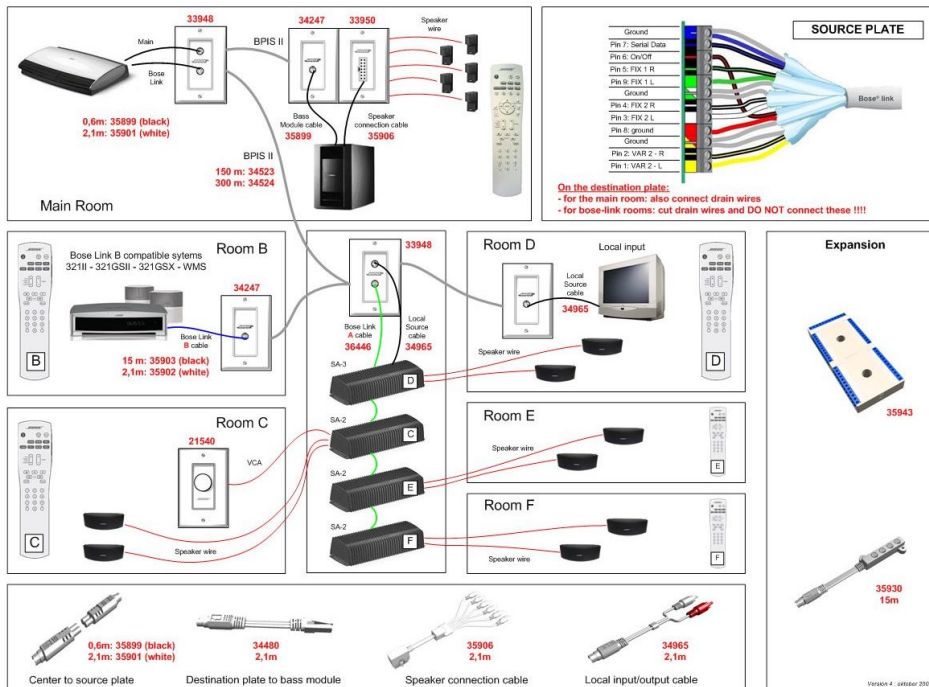 33948
Main
Bose
Link
0,6m: 35899 (black)
2,1m: 35901 (white)
BPIS II
34247
33950
Speaker
wire
Bass
Module cable
35899
Speaker
connection cable
35906
BPIS II
150 m: 34523
300 m: 34524
Main Room
SOURCE PLATE
Ground
Pin 7: Serial Data
Pin 6: On/Off
Pin 5: FIX 1 R
Pin 9: FIX 1 L
Ground
Pin 4: FIX 2 R
Pin 3: FIX 2 L
Pin 8: ground
Ground
Pin 2: VAR 2 - R
Pin 1: VAR 2 - L
Bose® link
On the destination plate:
- for the main room: also connect drain wires
- for bose-link rooms: cut drain wires and DO NOT connect these !!!!
Room B
Bose Link B compatible sytems
321II - 321GSII - 321GSX - WMS
34247
Bose Link
B cable
15 m: 35903 (black)
2,1m: 35902 (white)
B
33948
Bose Link
A cable
36446
Local
Source
cable
34965
SA-3
D
SA-2
C
SA-2
E
SA-2
F
Room D
Local input
Local
Source
cable
34965
Speaker wire
D
Expansion
35943
35930
15m
Room C
21540
VCA
Speaker wire
C
Room E
Speaker wire
E
Room F
Speaker wire
F
0,6m: 35899 (black)
2,1m: 35901 (white)
Center to source plate
34480
2,1m
Destination plate to bass module
35906
2,1m
Speaker connection cable
34965
2,1m
Local input/output cable
Version 4 : oktober 200